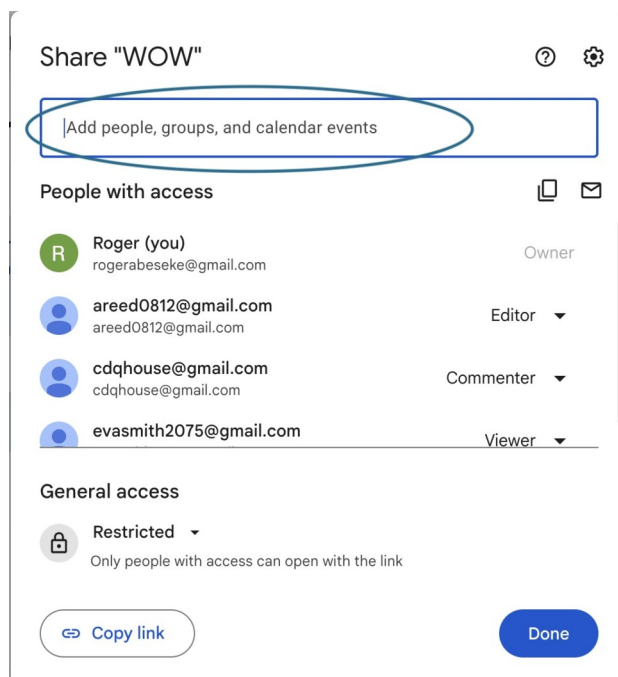 Share "WOW"
Add people, groups, and calendar events
People with access
R
Roger (you)
Owner
rogerabeseke@gmail.com
areed0812@gmail.com
Editor
areed0812@gmail.com
cdqhouse@gmail.com
Commenter
cdqhouse@gmail.com
evasmith2075@gmail.com
Viewer
General access
Restricted
Only people with access can open with the link
Copy link
Done